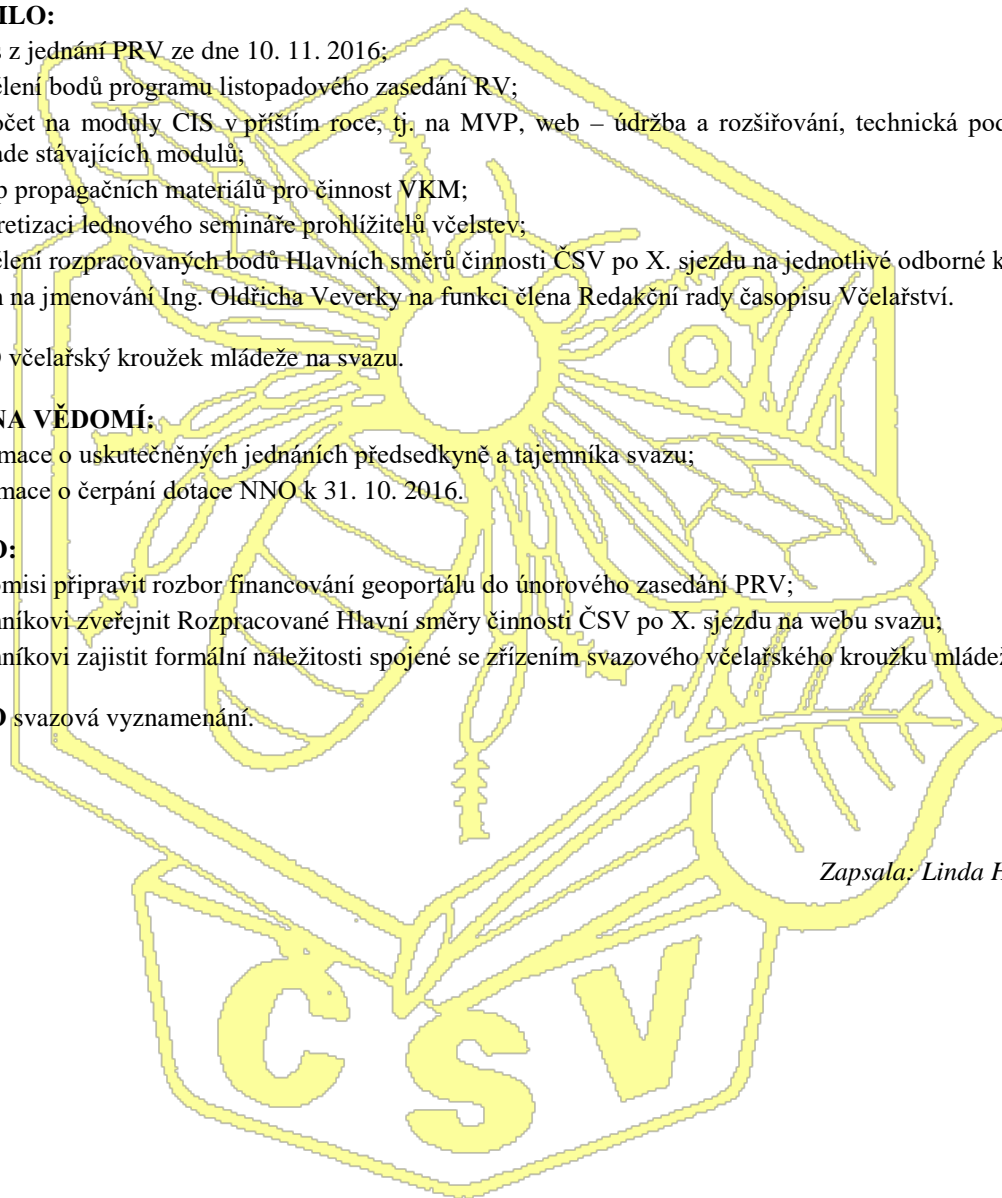 ILO:
s z jednání PRV ze dne 10. 11. 2016;
ělení bodů programu listopadového zasedání RV;
očet na moduly CIS v příštím roce, tj. na MVP, web – údržba a rozšiřování, technická pod
ade stávajících modulů;
p propagačních materiálů pro činnost VKM;
retizaci lednového semináře prohlížitelů včelstev;
ělení rozpracovaných bodů Hlavních směrů činnosti ČSV po X. sjezdu na jednotlivé odborné k
h na jmenování Ing. Oldřicha Veverky na funkci člena Redakční rady časopisu Včelařství.
O včelařský kroužek mládeže na svazu.
NA VĚDOMÍ:
mace o uskutečněných jednáních předsedkyně a tajemníka svazu;
mace o čerpání dotace NNO k 31. 10. 2016.
O:
omisi připravit rozbor financování geoportálu do únorového zasedání PRV;
níkovi zveřejnit Rozpracované Hlavní směry činnosti ČSV po X. sjezdu na webu svazu;
níkovi zajistit formální náležitosti spojené se zřízením svazového včelařského kroužku mládež
O svazová vyznamenání.
Zapsala: Linda H
CSV